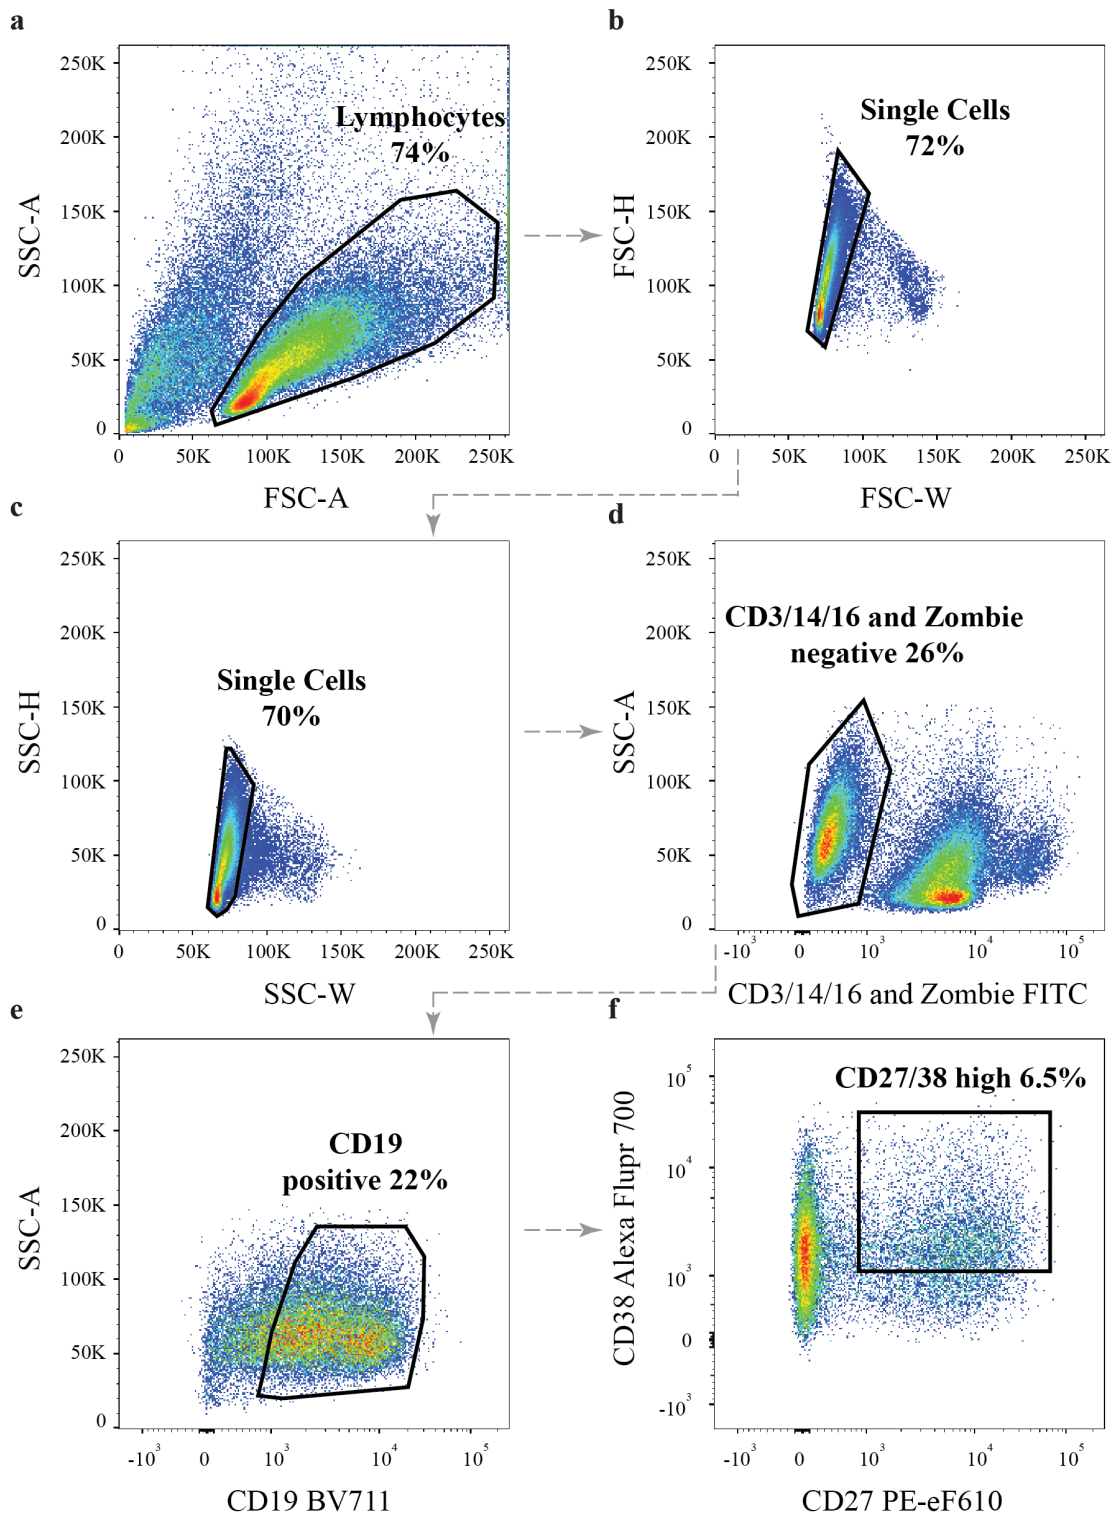 a
250K
200K
150K
100K
50K
0
SSC-A
Lymphocytes
74%
0 50K 100K 150K 200K 250K
FSC-A
b
250K
200K
150K
100K
50K
0
FSC-H
Single Cells
72%
0 50K 100K 150K 200K 250K
FSC-W
c
250K
200K
150K
100K
50K
0
SSC-H
Single Cells
70%
0 50K 100K 150K 200K 250K
SSC-W
d
250K
200K
150K
100K
50K
0
SSC-A
CD3/14/16 and Zombie
negative 26%
-10³ 0 10³ 10⁴ 10⁵
CD3/14/16 and Zombie FITC
e
250K
200K
150K
100K
50K
0
SSC-A
CD19
positive 22%
-10³ 0 10³ 10⁴ 10⁵
CD19 BV711
f
10⁵
10⁴
10³
0
-10³
CD38 Alexa Flupr 700
CD27/38 high 6.5%
-10³ 0 10³ 10⁴ 10⁵
CD27 PE-eF610